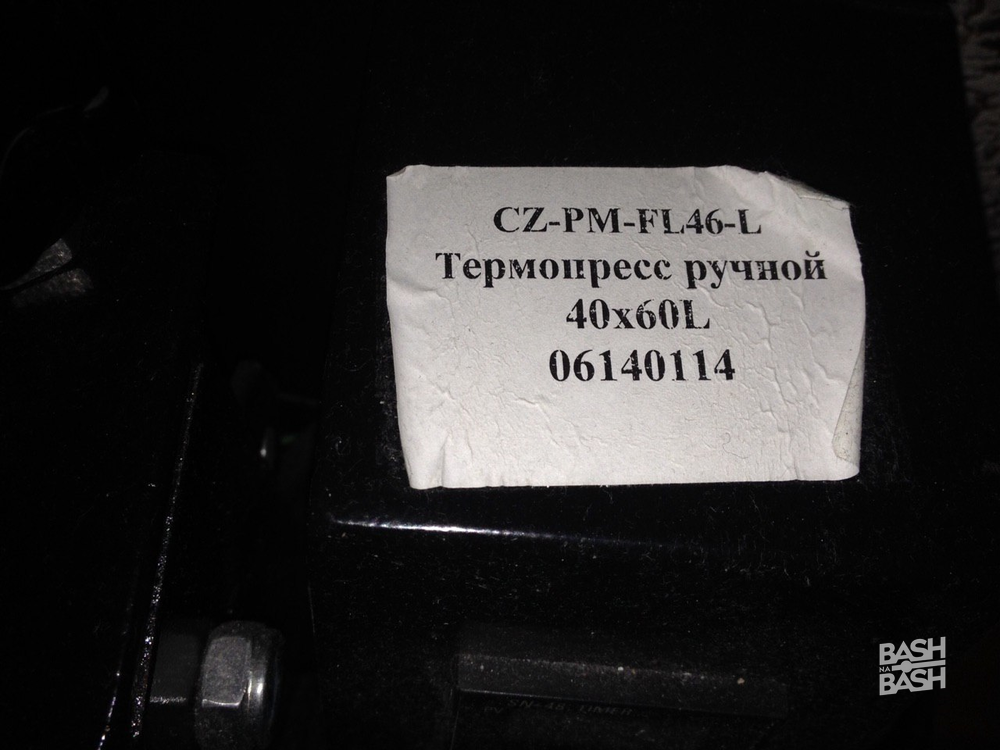 CZ-PM-FL46-L
Термопресс ручной
40x60L
06140114
BASH
NA
BASH